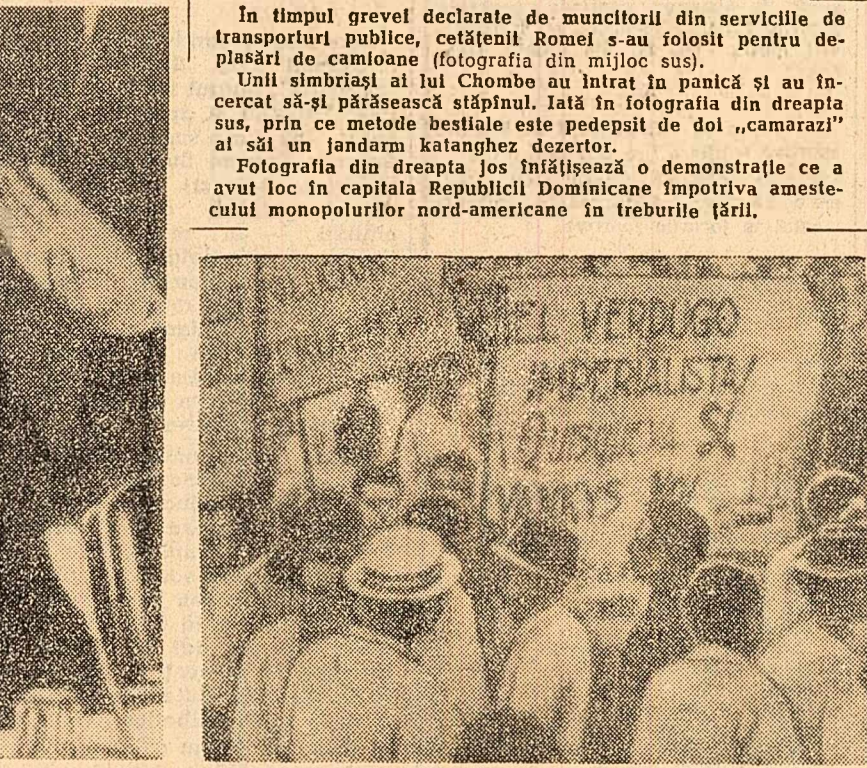 În timpul grevei declarate de muncitorii din serviciile de
transporturi publice, cetățenii Romei s-au folosit pentru de-
plasări de camioane (fotografia din mijloc sus).
Unii simbriași ai lui Chombe au intrat în panică și au în-
cercat să-și părăsească stăpînul. Iată în fotografia din dreapta
sus, prin ce metode bestiale este pedepsit de doi „camarazi”
ai săi un jandarm katanghez dezertor.
Fotografia din dreapta jos înfățișează o demonstrație ce a
avut loc în capitala Republicii Dominicane împotriva ameste-
cului monopolurilor nord-americane în treburile țării.
EL VERDUGO
IMPERIALISTA
VAMOS